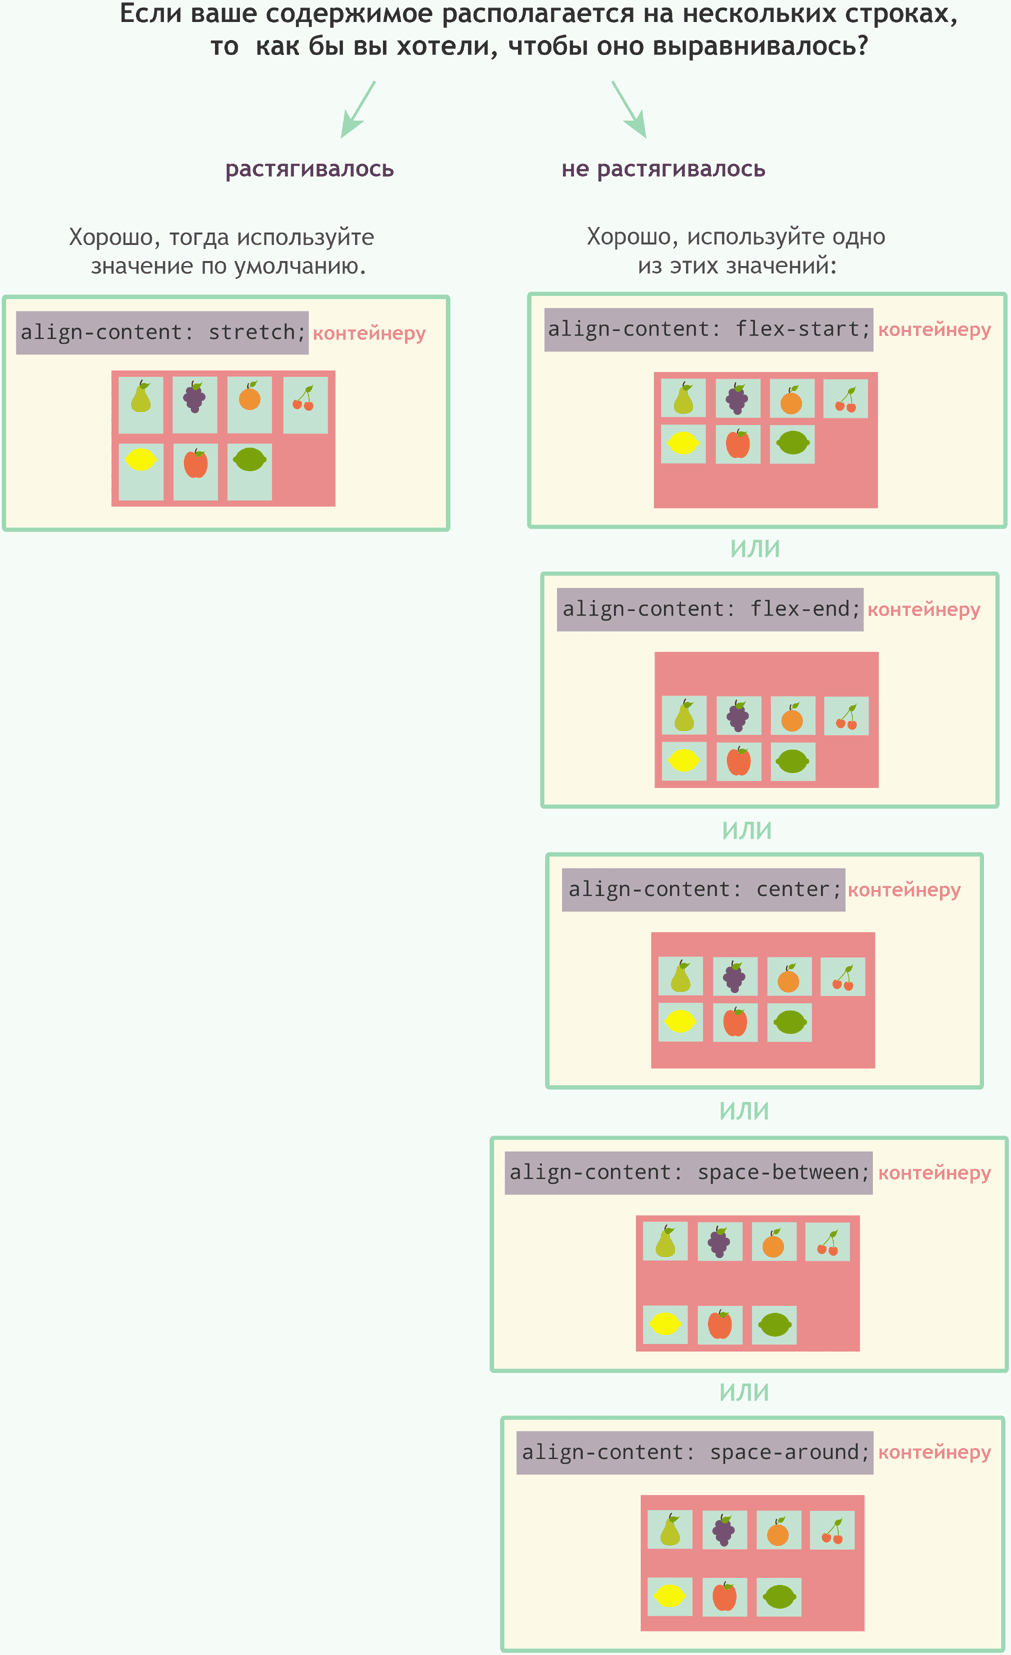 Если ваше содержимое располагается на нескольких строках,
то как бы вы хотели, чтобы оно выравнивалось?
растягивалось
Хорошо, тогда используйте
значение по умолчанию.
align-content: stretch; контейнеру
не растягивалось
Хорошо, используйте одно
из этих значений:
align-content: flex-start; контейнеру
ИЛИ
align-content: flex-end; контейнеру
ИЛИ
align-content: center; контейнеру
ИЛИ
align-content: space-between; контейнеру
ИЛИ
align-content: space-around; контейнеру